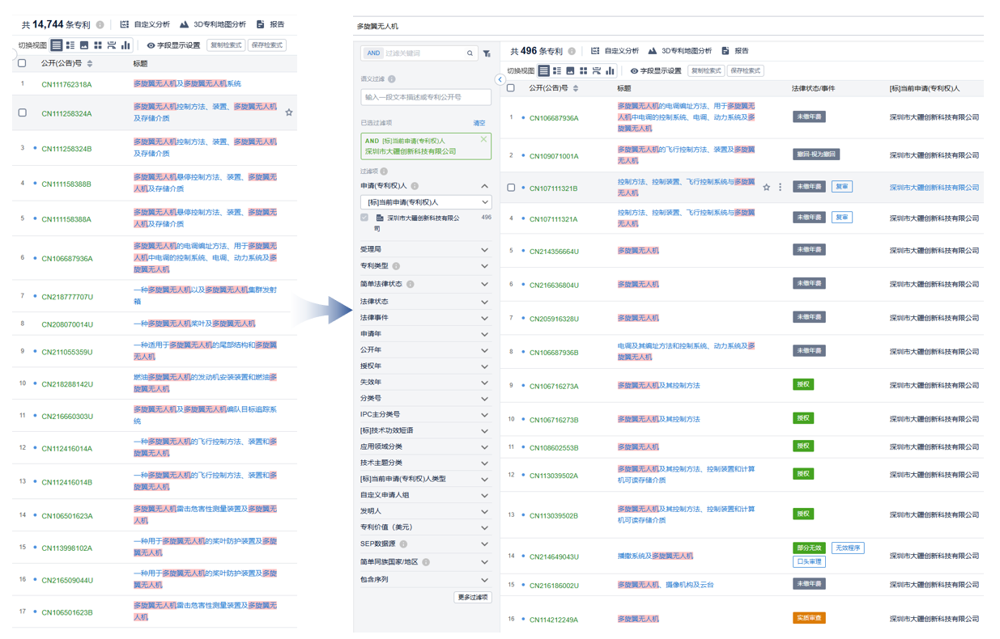 共 14,744 条专利 自定义分析 3D专利地图分析 报告
切换视图 字段显示设置 复制检索式 保存检索式
公开(公告)号 标题
1 CN111762318A 多旋翼无人机及多旋翼无人机系统
CN111258324A 多旋翼无人机控制方法、装置、多旋翼无人机
及存储介质
3 CN111258324B 多旋翼无人机控制方法、装置、多旋翼无人机
及存储介质
4 CN111158388B 多旋翼无人机悬停控制方法、装置、多旋翼无
人机及存储介质
5 CN111158388A 多旋翼无人机悬停控制方法、装置、多旋翼无
人机及存储介质
6 CN106687936A 多旋翼无人机的电调编址方法、用于多旋翼无
人机中电调的控制系统、电调、动力系统及多
旋翼无人机
7 CN218777707U 一种多旋翼无人机以及多旋翼无人机集群发射
箱
8 CN208070014U 一种多旋翼无人机桨叶及多旋翼无人机
9 CN211055359U 一种适用于多旋翼无人机的尾部结构和多旋翼
无人机
10 CN218288142U 燃油多旋翼无人机的发动机安装装置和燃油多
旋翼无人机
11 CN216660303U 多旋翼无人机及多旋翼无人机编队目标追踪系
统
12 CN112416014A 一种多旋翼无人机的飞行控制方法、装置和多
旋翼无人机
13 CN112416014B 一种多旋翼无人机的飞行控制方法、装置和多
旋翼无人机
14 CN106501623A 多旋翼无人机雷击危害性测量装置及多旋翼无
人机
15 CN113998102A 一种用于多旋翼无人机的桨叶防护装置及多旋
翼无人机
16 CN216509044U 一种用于多旋翼无人机的桨叶防护装置及多旋
翼无人机
17 CN106501623B 多旋翼无人机雷击危害性测量装置及多旋翼无
人机
多旋翼无人机
AND 过滤关键词
语义过滤
输入一段文本描述或专利公开号
已选过滤项 清空
AND [标]当前申请(专利权)人
深圳市大疆创新科技有限公司
过滤项
申请(专利权)人
[标]当前申请(专利权)人
深圳市大疆创新科技有限公 496
司
受理局
专利类型
简单法律状态
法律状态
法律事件
申请年
公开年
授权年
失效年
分类号
IPC主分类号
[标]技术功效短语
应用领域分类
技术主题分类
[标]当前申请(专利权)人类型
自定义申请人组
发明人
专利价值（美元）
SEP数据源
简单同族国家/地区
包含序列
更多过滤项
共 496 条专利 自定义分析 3D专利地图分析 报告
切换视图 字段显示设置 复制检索式 保存检索式
公开(公告)号 标题 法律状态/事件 [标]当前申请(专利权)人
1 CN106687936A 多旋翼无人机的电调编址方法、用于多旋翼无 未缴年费 深圳市大疆创新科技有限公司
人机中电调的控制系统、电调、动力系统及多
旋翼无人机
2 CN109071001A 多旋翼无人机的飞行控制方法、装置及多旋翼 撤回-视为撤回 深圳市大疆创新科技有限公司
无人机
CN107111321B 控制方法、控制装置、飞行控制系统与多旋翼 未缴年费 复审 深圳市大疆创新科技有限公司
无人机
4 CN107111321A 控制方法、控制装置、飞行控制系统与多旋翼 未缴年费 复审 深圳市大疆创新科技有限公司
无人机
5 CN214356664U 多旋翼无人机 未缴年费 深圳市大疆创新科技有限公司
6 CN216636804U 多旋翼无人机 未缴年费 深圳市大疆创新科技有限公司
7 CN205916328U 多旋翼无人机 未缴年费 深圳市大疆创新科技有限公司
8 CN106687936B 电调及其编址方法和控制系统、动力系统及多 未缴年费 深圳市大疆创新科技有限公司
旋翼无人机
9 CN106716273A 多旋翼无人机及其控制方法 授权 深圳市大疆创新科技有限公司
10 CN106716273B 多旋翼无人机及其控制方法 授权 深圳市大疆创新科技有限公司
11 CN108602553B 多旋翼无人机 授权 深圳市大疆创新科技有限公司
12 CN113039502A 多旋翼无人机及其控制方法、控制装置和计算 授权 深圳市大疆创新科技有限公司
机可读存储介质
13 CN113039502B 多旋翼无人机及其控制方法、控制装置和计算 授权 深圳市大疆创新科技有限公司
机可读存储介质
14 CN214649043U 捕撒系统及多旋翼无人机 部分无效 无效程序 深圳市大疆创新科技有限公司
口头审理
15 CN216186002U 多旋翼无人机、摄像机构及云台 未缴年费 深圳市大疆创新科技有限公司
16 CN114212249A 多旋翼无人机 实质审查 深圳市大疆创新科技有限公司